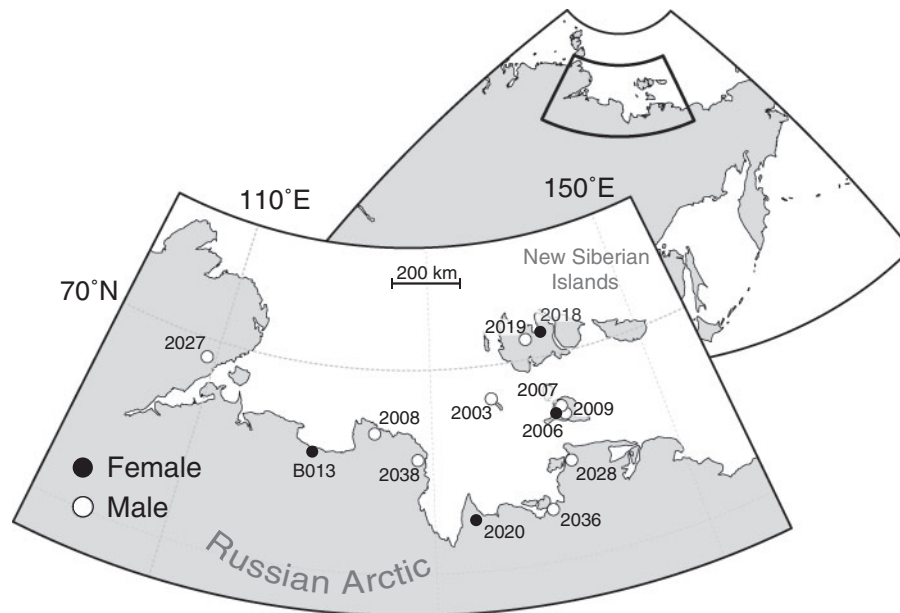 110°E
150°E
New Siberian
Islands
200 km
70°N
2018
2019
2027
2007
2003
2009
2008
2006
B013
2038
2028
Female
Male
2020
2036
Russian Arctic